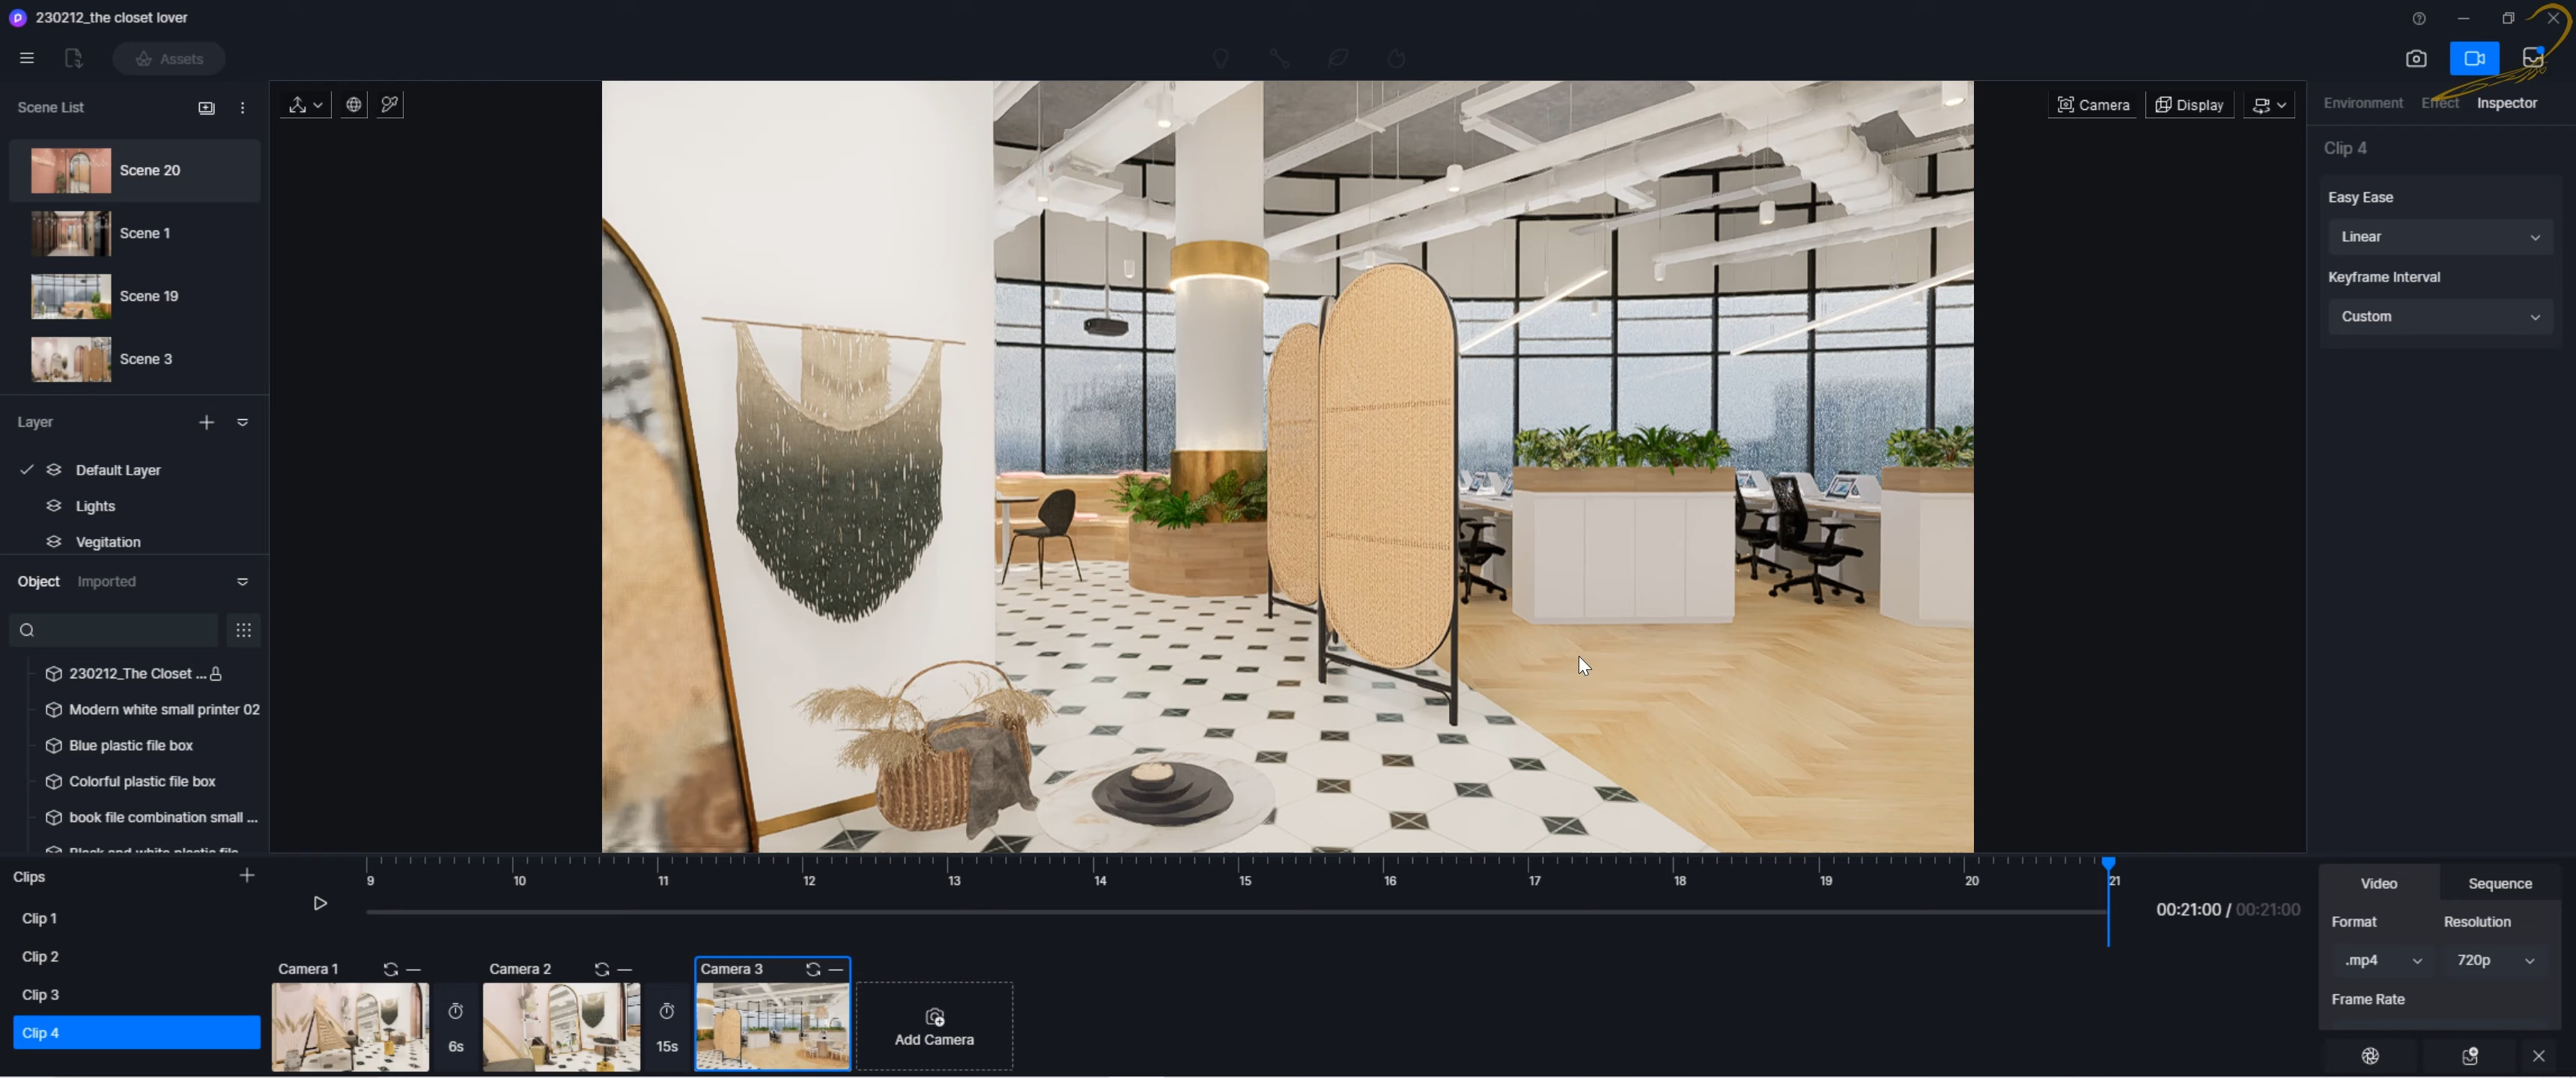 230212_the closet lover
Assets
Scene List
Scene 20
Scene 1
Scene 19
Scene 3
Layer
Default Layer
Lights
Vegitation
Object Imported
230212_The Closet ...
Modern white small printer 02
Blue plastic file box
Colorful plastic file box
book file combination small ...
Black and white plastic file
Camera Display
Environment Effect Inspector
Clip 4
Easy Ease
Linear
Keyframe Interval
Custom
Clips
Clip 1
Clip 2
Clip 3
Clip 4
9 10 11 12 13 14 15 16 17 18 19 20 21
00:21:00 / 00:21:00
Camera 1 Camera 2 Camera 3
6s 15s
Add Camera
Video Sequence
Format Resolution
.mp4 720p
Frame Rate